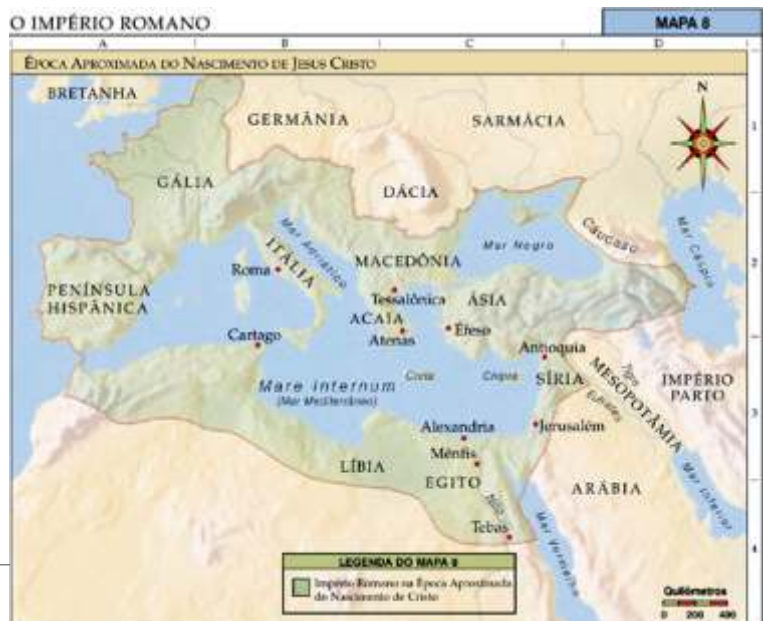 O IMPÉRIO ROMANO
MAPA 8
A B C D
ÉPOCA APROXIMADA DO NASCIMENTO DE JESUS CRISTO
BRETANHA
N
GERMÂNIA
SARMÁCIA
1
GÁLIA
DÁCIA
Cáucaso
Mar Cáspio
Mar Adriático
Mar Negro
ITÁLIA
MACEDÔNIA
2
Roma
PENÍNSULA
HISPÂNICA
Tessalônica
ÁSIA
ACAIA
Éfeso
Cartago
Atenas
Antioquia
Tigre
MESOPOTÂMIA
Creta
Chipre
SÍRIA
IMPÉRIO
PARTO
Mare Internum
(Mar Mediterrâneo)
Eufrates
3
Alexandria
Jerusalém
Mênfis
LÍBIA
EGITO
ARÁBIA
Mar Inferior
Nilo
Tebas
Mar Vermelho
4
LEGENDA DO MAPA 8
Império Romano na Época Aproximada
do Nascimento de Cristo
Quilômetros
0 200 400